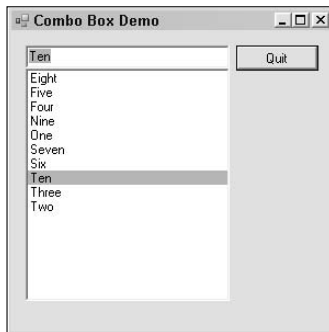 Combo Box Demo
Ten
Quit
Eight
Five
Four
Nine
One
Seven
Six
Ten
Three
Two